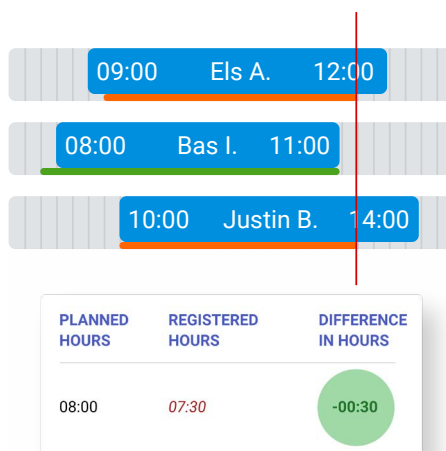 09:00 Els A. 12:00
08:00 Bas I. 11:00
10:00 Justin B. 14:00
PLANNED HOURS REGISTERED HOURS DIFFERENCE IN HOURS
08:00 07:30 -00:30